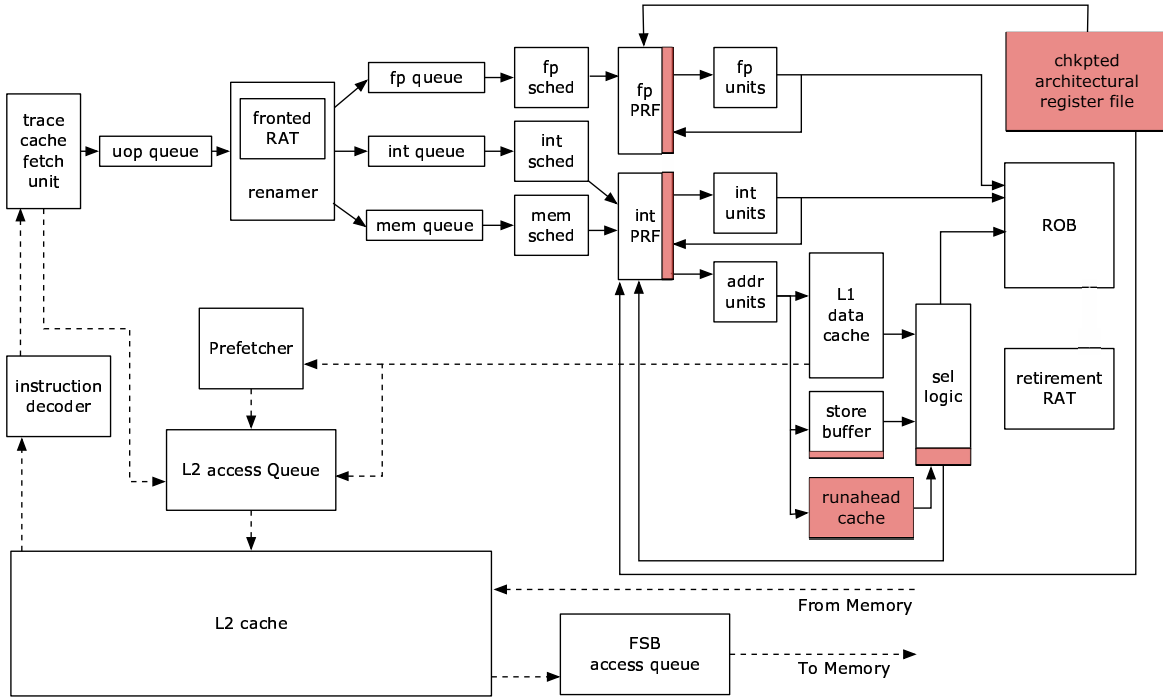 trace
cache
fetch
unit
uop queue
fronted
RAT
renamer
fp queue
int queue
mem queue
fp
sched
int
sched
mem
sched
fp
PRF
int
PRF
fp
units
int
units
addr
units
chkpted
architectural
register file
ROB
L1
data
cache
sel
logic
retirement
RAT
store
buffer
runahead
cache
Prefetcher
instruction
decoder
L2 access Queue
L2 cache
From Memory
FSB
access queue
To Memory